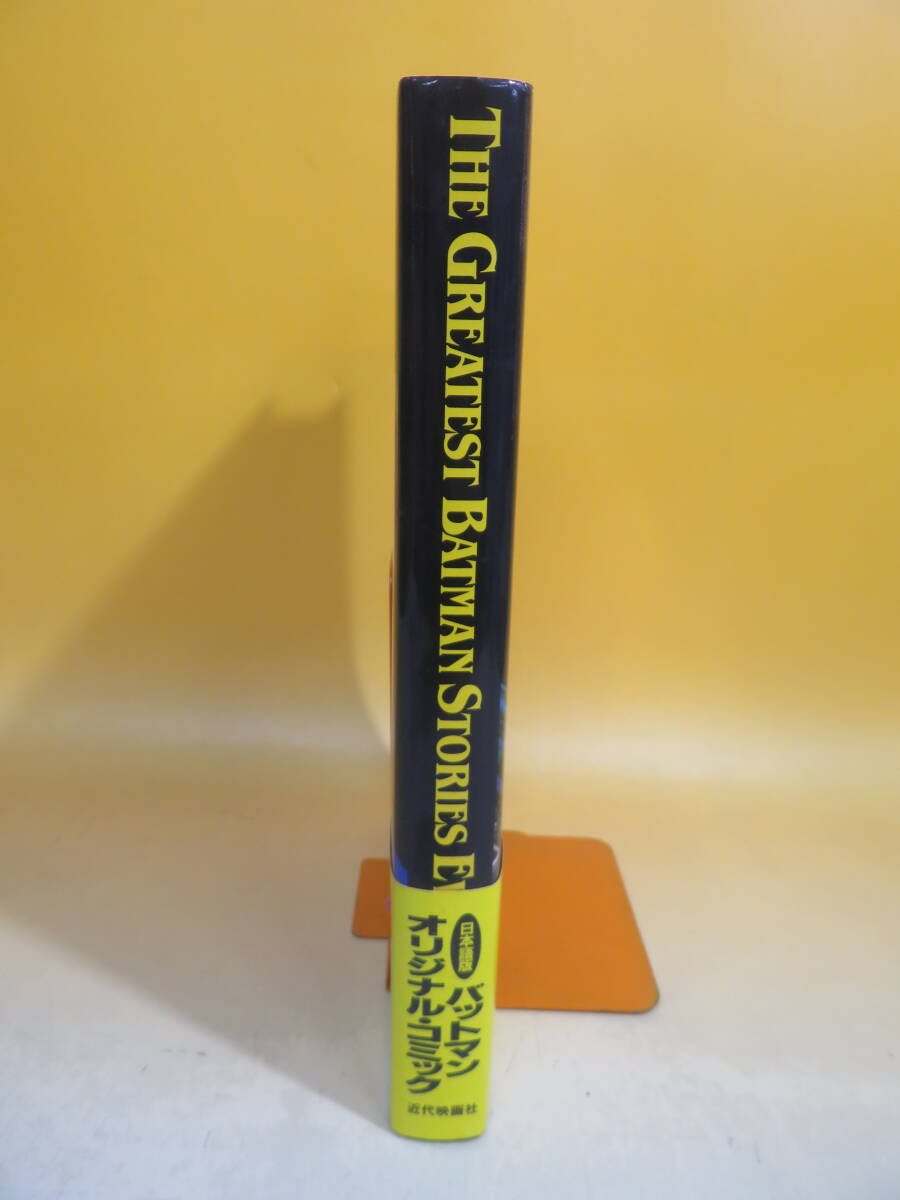 THE GREATEST BATMAN STORIES E
日本語版
バットマン
オリジナル・コミック
近代映画社